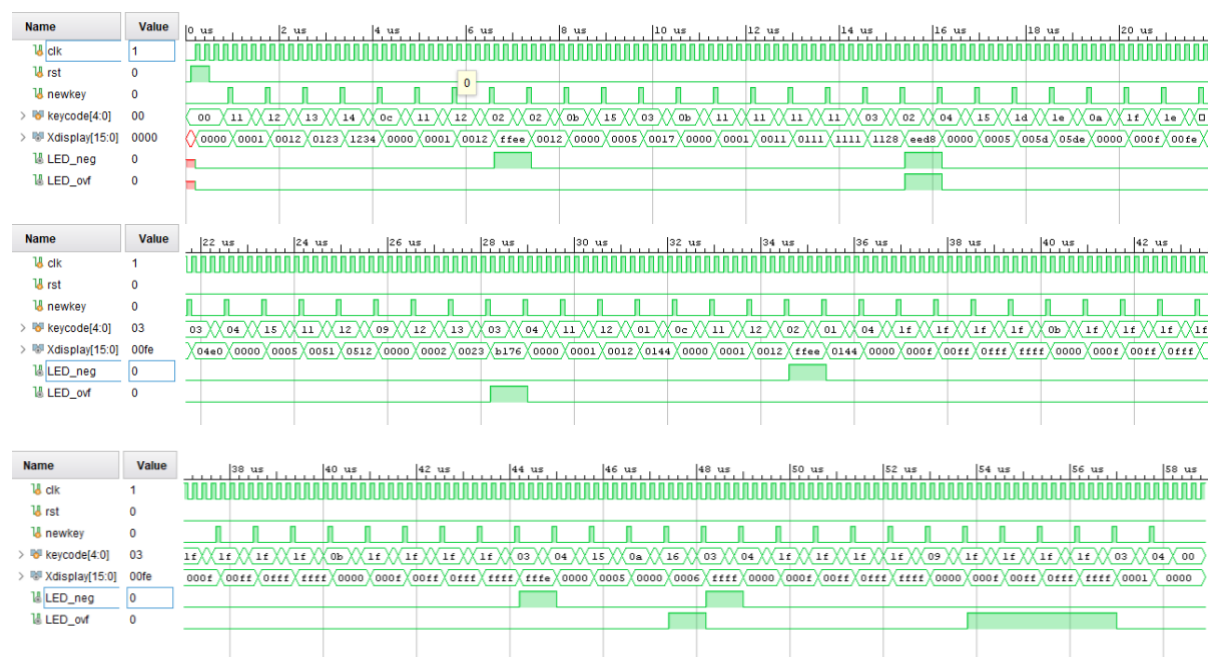 Name Value 0 us 2 us 4 us 6 us 8 us 10 us 12 us 14 us 16 us 18 us 20 us
clk 1
rst 0
newkey 0 0
keycode[4:0] 00 00 11 12 13 14 0c 11 12 02 02 0b 15 03 0b 11 11 11 11 03 02 04 15 1d 1e 0a 1f 1e
Xdisplay[15:0] 0000 0000 0001 0012 0123 1234 0000 0001 0012 ffee 0012 0000 0005 0017 0000 0001 0011 0111 1111 1128 eed8 0000 0005 005d 05de 0000 000f 00fe
LED_neg 0
LED_ovf 0
Name Value 22 us 24 us 26 us 28 us 30 us 32 us 34 us 36 us 38 us 40 us 42 us
clk 1
rst 0
newkey 0
keycode[4:0] 03 03 04 15 11 12 09 12 13 03 04 11 12 01 0c 11 12 02 01 04 1f 1f 1f 1f 0b 1f 1f 1f 1f
Xdisplay[15:0] 00fe 04e0 0000 0005 0051 0512 0000 0002 0023 b176 0000 0001 0012 0144 0000 0001 0012 ffee 0144 0000 000f 00ff 0fff ffff 0000 000f 00ff 0fff
LED_neg 0
LED_ovf 0
Name Value 38 us 40 us 42 us 44 us 46 us 48 us 50 us 52 us 54 us 56 us 58 us
clk 1
rst 0
newkey 0
keycode[4:0] 03 1f 1f 1f 1f 0b 1f 1f 1f 1f 03 04 15 0a 16 03 04 1f 1f 1f 1f 09 1f 1f 1f 1f 03 04 00
Xdisplay[15:0] 00fe 000f 00ff 0fff ffff 0000 000f 00ff 0fff ffff fffe 0000 0005 0000 0006 ffff 0000 000f 00ff 0fff ffff 0000 000f 00ff 0fff ffff 0001 0000
LED_neg 0
LED_ovf 0